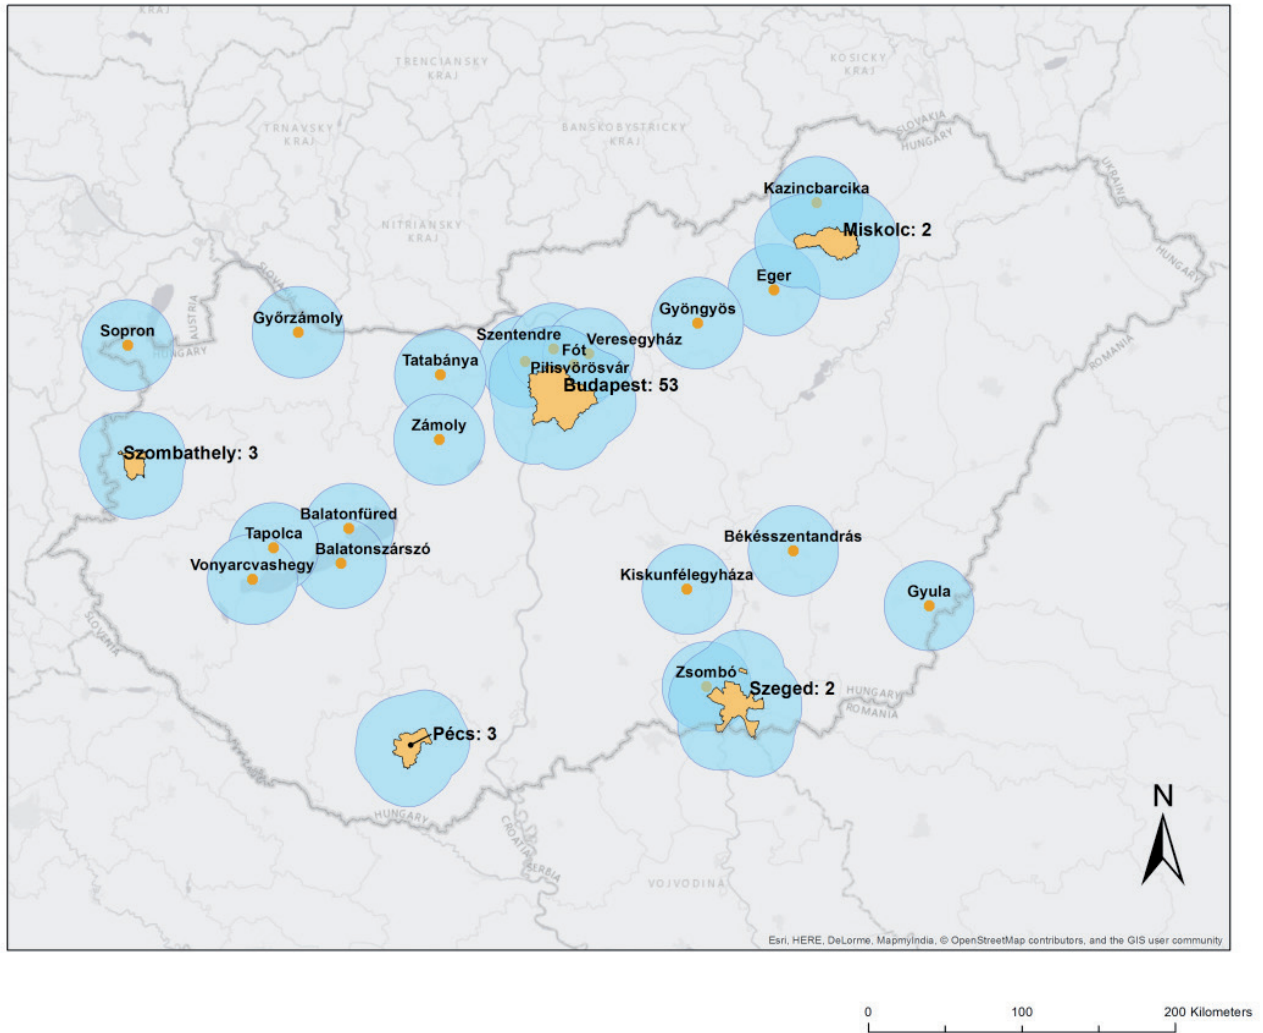 KRAJ
TRENCIANSKY
KRAJ
KOSICKY
KRAJ
TRNAVSKY
KRAJ
BANSKOBYSTRICKY
KRAJ
SLOVAKIA
HUNGARY
UKRAINE
Kazincbarcika
NITRIANSKY
KRAJ
Miskolc: 2
HUNGARY
Eger
SLOVA
AUSTRIA
Gyöngyös
Győrzámoly
Sopron
HUNGARY
Szentendre
Veresegyház
Fót
Pilisvörösvár
Tatabánya
Budapest: 53
ROMANIA
Zámoly
Szombathely: 3
Balatonfüred
Tapolca
Balatonszárszó
Vonyarcvashegy
Békésszentandrás
Kiskunfélegyháza
Gyula
SLOVENIA
Zsombó
Szeged: 2
HUNGARY
ROMANIA
Pécs: 3
HUNGARY
CROATIA
SERBIA
VOJVODINA
N
Esri, HERE, DeLorme, MapmyIndia, © OpenStreetMap contributors, and the GIS user community
0 100 200 Kilometers